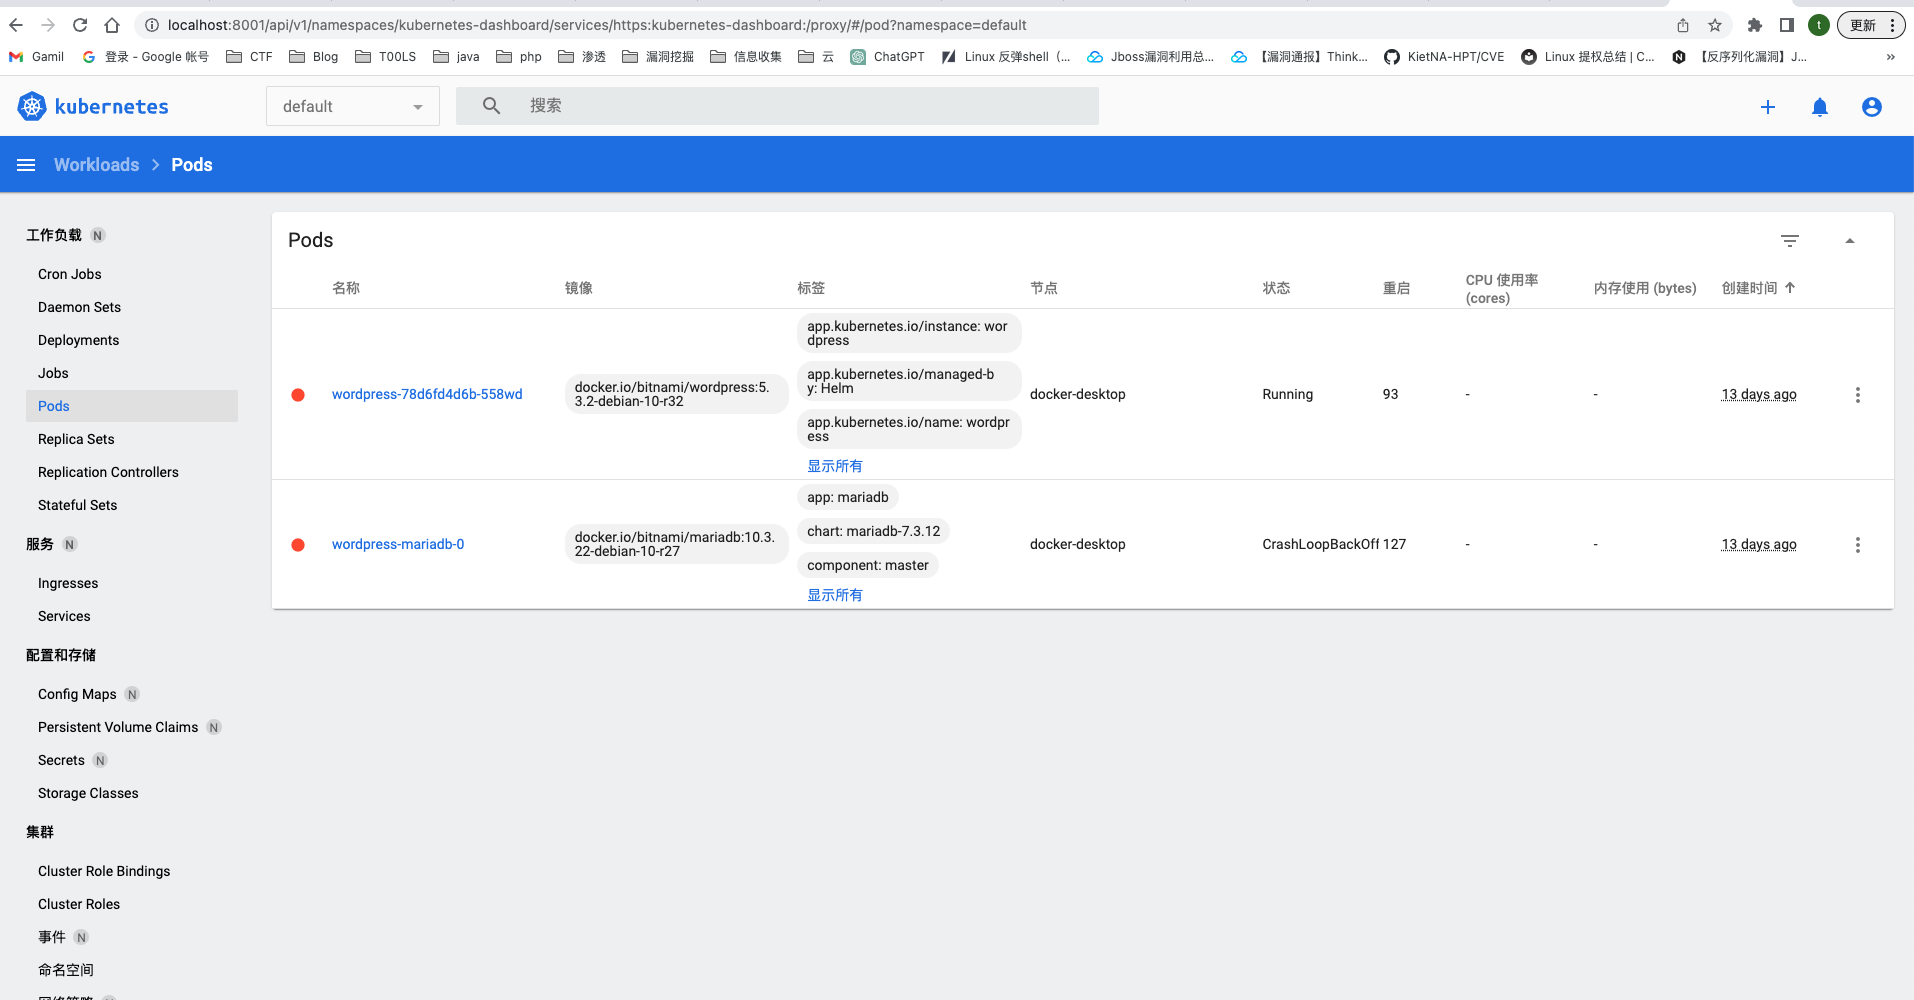 localhost:8001/api/v1/namespaces/kubernetes-dashboard/services/https:kubernetes-dashboard:/proxy/#/pod?namespace=default
t
更新
Gamil
登录 - Google 帐号
CTF
Blog
T00LS
java
php
渗透
漏洞挖掘
信息收集
云
ChatGPT
Linux 反弹shell（...
Jboss漏洞利用总...
【漏洞通报】Think...
KietNA-HPT/CVE
Linux 提权总结 | C...
【反序列化漏洞】J...
»
kubernetes
default
搜索
Workloads
Pods
工作负载 N
Cron Jobs
Daemon Sets
Deployments
Jobs
Pods
Replica Sets
Replication Controllers
Stateful Sets
服务 N
Ingresses
Services
配置和存储
Config Maps N
Persistent Volume Claims N
Secrets N
Storage Classes
集群
Cluster Role Bindings
Cluster Roles
事件 N
命名空间
Pods
名称
镜像
标签
节点
状态
重启
CPU 使用率
(cores)
内存使用 (bytes)
创建时间
wordpress-78d6fd4d6b-558wd
docker.io/bitnami/wordpress:5.
3.2-debian-10-r32
app.kubernetes.io/instance: wor
dpress
app.kubernetes.io/managed-b
y: Helm
app.kubernetes.io/name: wordpr
ess
显示所有
docker-desktop
Running
93
-
-
13 days ago
wordpress-mariadb-0
docker.io/bitnami/mariadb:10.3.
22-debian-10-r27
app: mariadb
chart: mariadb-7.3.12
component: master
显示所有
docker-desktop
CrashLoopBackOff
127
-
-
13 days ago